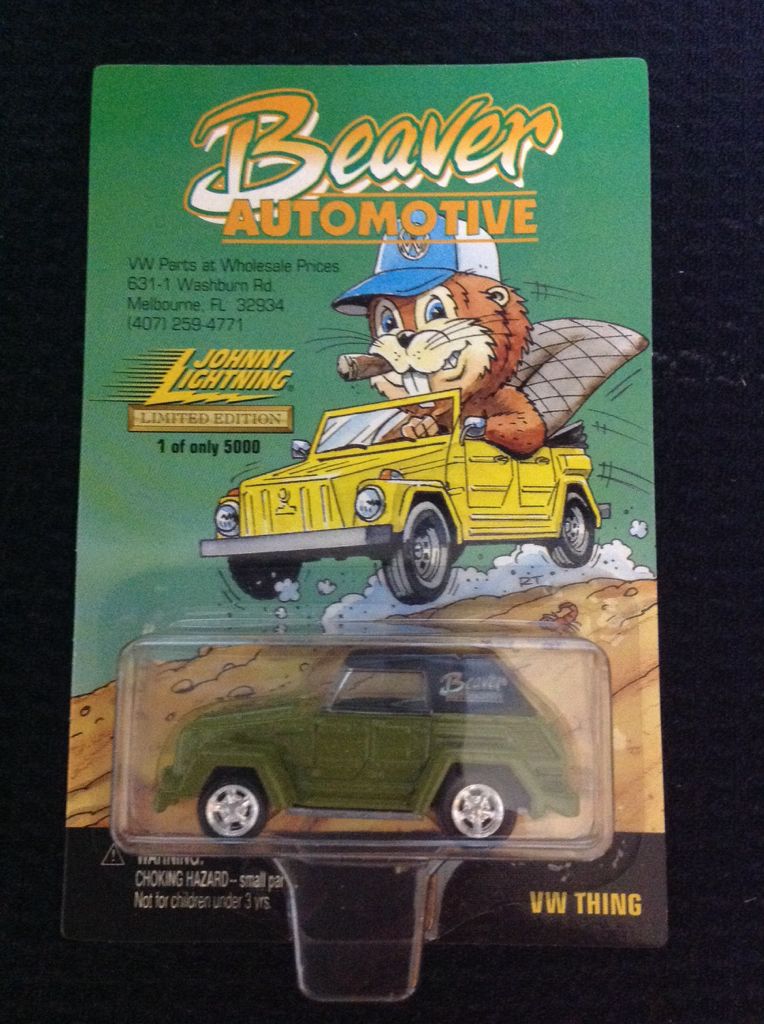 Beaver
AUTOMOTIVE
VW Parts at Wholesale Prices
631-1 Washburn Rd.
Melbourne, FL 32934
(407) 259-4771
JOHNNY
LIGHTNING
LIMITED EDITION
1 of only 5000
RT
Beaver
WARNING:
CHOKING HAZARD-- small par
Not for children under 3 yrs.
VW THING